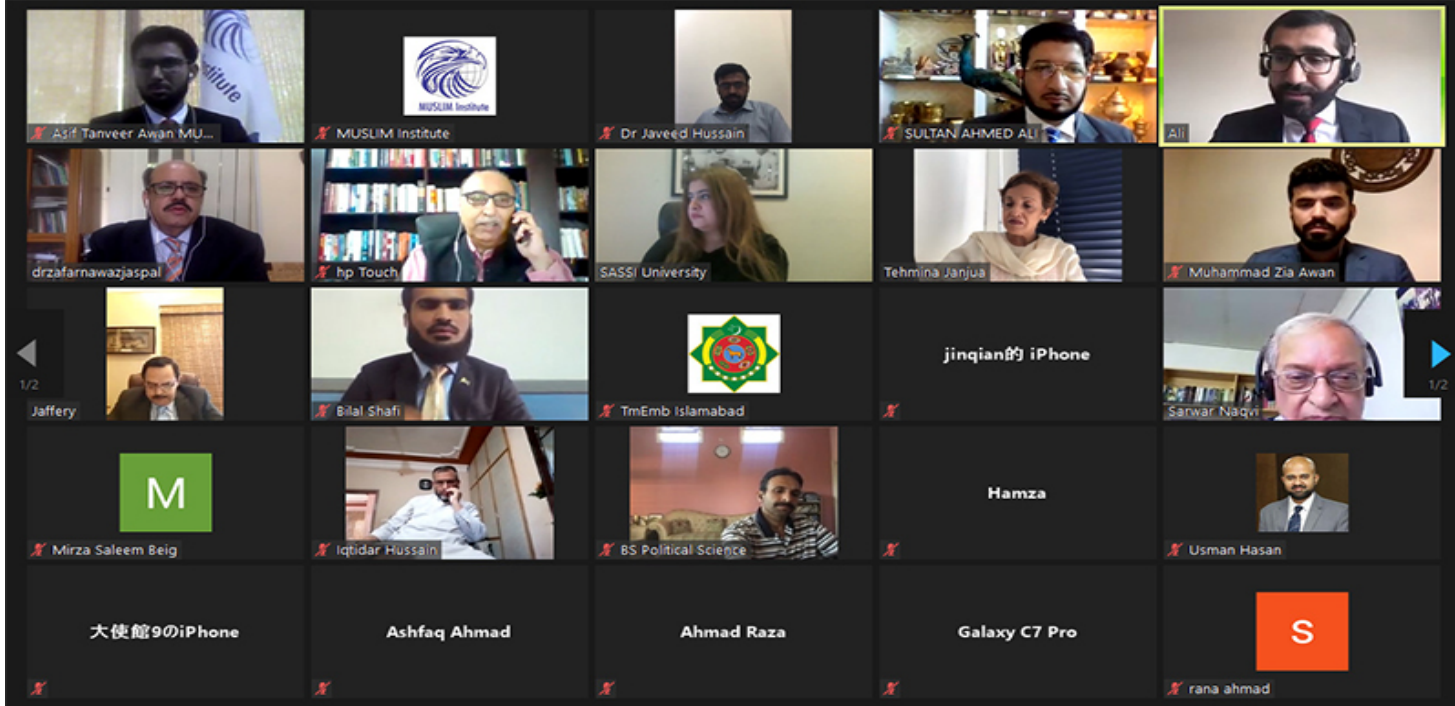 stitute
Asif Tanveer Awan MU...
MUSLIM Institute
MUSLIM Institute
Dr Javeed Hussain
SULTAN AHMED ALI
Ali
drzafarnawazjaspal
hp Touch
SASSI University
Tehmina Janjua
Muhammad Zia Awan
1/2
Jaffery
Bilal Shafi
TmEmb Islamabad
jinqian的 iPhone
Sarwar Naqvi
1/2
M
Mirza Saleem Beig
Iqtidar Hussain
BS Political Science
Hamza
Usman Hasan
大使館9のiPhone
Ashfaq Ahmad
Ahmad Raza
Galaxy C7 Pro
S
rana ahmad